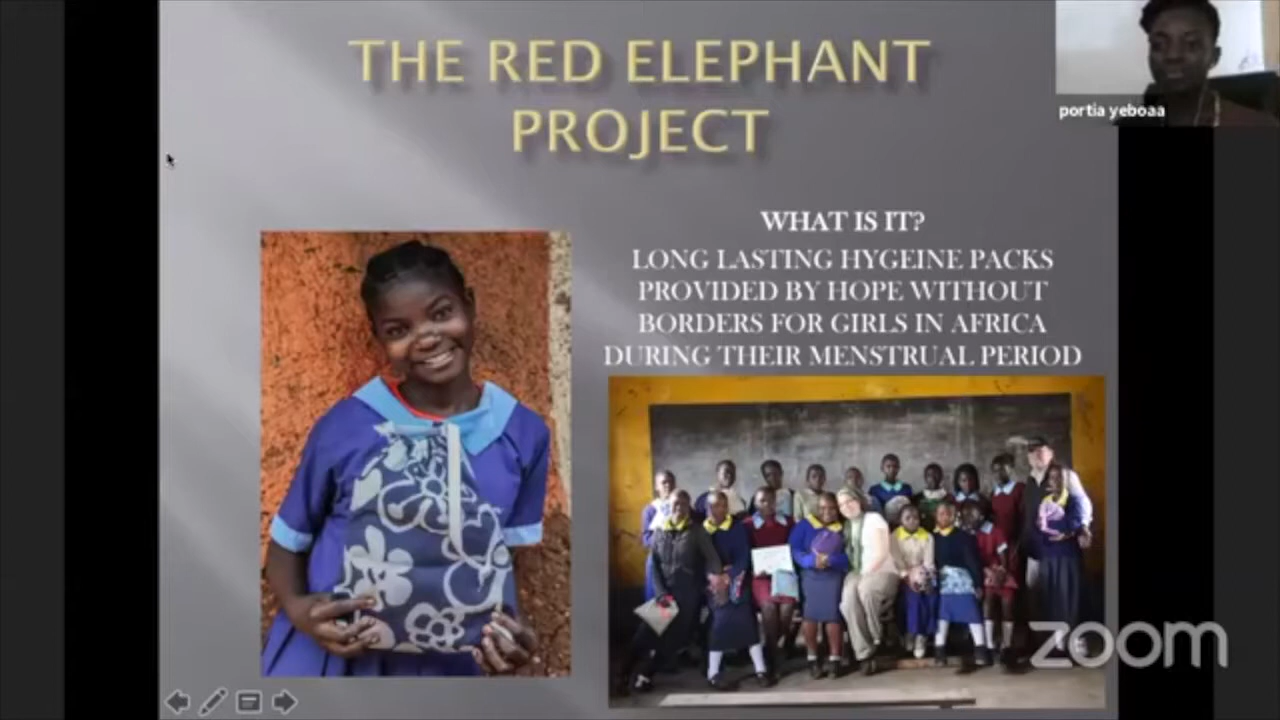 THE RED ELEPHANT
PROJECT
portia yeboaa
WHAT IS IT?
LONG LASTING HYGEINE PACKS
PROVIDED BY HOPE WITHOUT
BORDERS FOR GIRLS IN AFRICA
DURING THEIR MENSTRUAL PERIOD
zoom